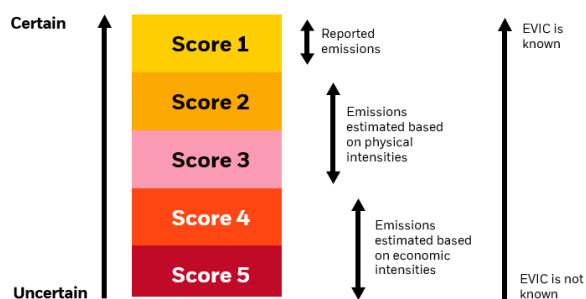 Certain
Score 1
Reported
emissions
EVIC is
known
Score 2
Emissions
estimated based
on physical
intensities
Score 3
Score 4
Emissions
estimated based
on economic
intensities
Score 5
Uncertain
EVIC is not
known